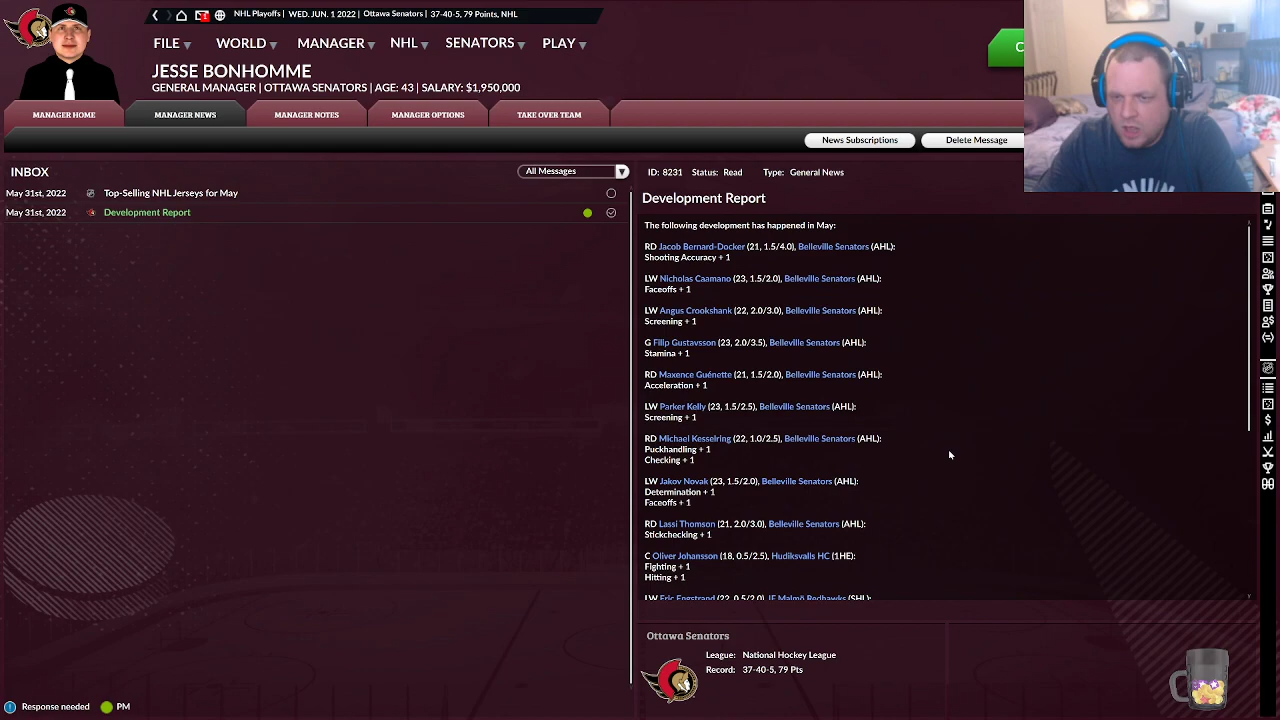 NHL Playoffs | WED. JUN. 1 2022 | Ottawa Senators | 37-40-5, 79 Points, NHL
FILE WORLD MANAGER NHL SENATORS PLAY
JESSE BONHOMME
GENERAL MANAGER | OTTAWA SENATORS | AGE: 43 | SALARY: $1,950,000
MANAGER HOME MANAGER NEWS MANAGER NOTES MANAGER OPTIONS TAKE OVER TEAM
News Subscriptions Delete Message
INBOX All Messages
May 31st, 2022 Top-Selling NHL Jerseys for May
May 31st, 2022 Development Report
ID: 8231 Status: Read Type: General News
Development Report
The following development has happened in May:
RD Jacob Bernard-Docker (21, 1.5/4.0), Belleville Senators (AHL):
Shooting Accuracy + 1
LW Nicholas Caamano (23, 1.5/2.0), Belleville Senators (AHL):
Faceoffs + 1
LW Angus Crookshank (22, 2.0/3.0), Belleville Senators (AHL):
Screening + 1
G Filip Gustavsson (23, 2.0/3.5), Belleville Senators (AHL):
Stamina + 1
RD Maxence Guénette (21, 1.5/2.0), Belleville Senators (AHL):
Acceleration + 1
LW Parker Kelly (23, 1.5/2.5), Belleville Senators (AHL):
Screening + 1
RD Michael Kesselring (22, 1.0/2.5), Belleville Senators (AHL):
Puckhandling + 1
Checking + 1
LW Jakov Novak (23, 1.5/2.0), Belleville Senators (AHL):
Determination + 1
Faceoffs + 1
RD Lassi Thomson (21, 2.0/3.0), Belleville Senators (AHL):
Stickchecking + 1
C Oliver Johansson (18, 0.5/2.5), Hudiksvalls HC (1HE):
Fighting + 1
Hitting + 1
LW Eric Engstrand (22, 0.5/2.0), IF Malmö Redhawks (SHL):
Ottawa Senators
League: National Hockey League
Record: 37-40-5, 79 Pts
Response needed PM